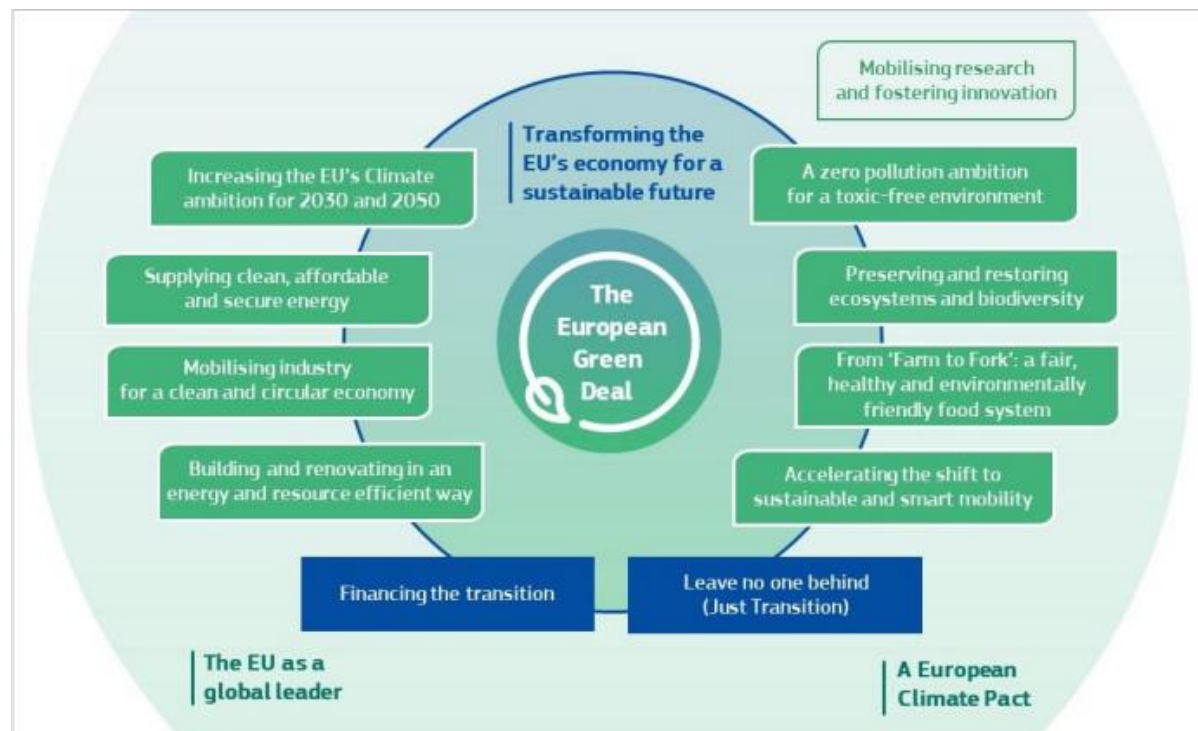 Mobilising research
and fostering innovation
Transforming the
EU's economy for a
sustainable future
Increasing the EU's Climate
ambition for 2030 and 2050
A zero pollution ambition
for a toxic-free environment
Supplying clean, affordable
and secure energy
Preserving and restoring
ecosystems and biodiversity
The
European
Green
Deal
Mobilising industry
for a clean and circular economy
From 'Farm to Fork': a fair,
healthy and environmentally
friendly food system
Building and renovating in an
energy and resource efficient way
Accelerating the shift to
sustainable and smart mobility
Financing the transition
Leave no one behind
(Just Transition)
The EU as a
global leader
A European
Climate Pact